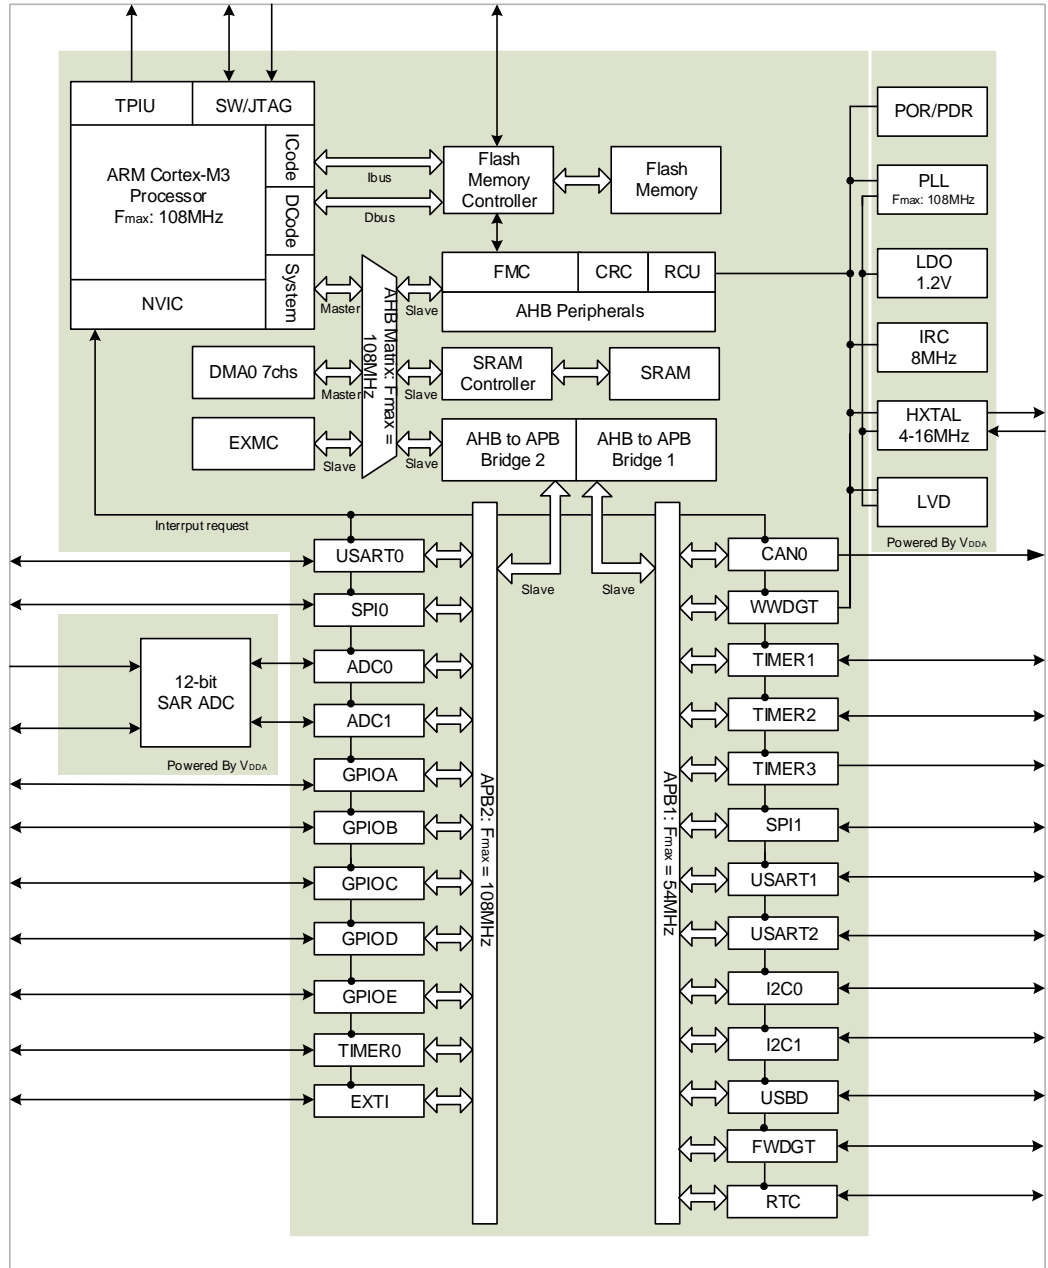 TPIU
SW/JTAG
POR/PDR
ARM Cortex-M3
Processor
Fmax: 108MHz
ICode
DCode
System
NVIC
Ibus
Dbus
Flash
Memory
Controller
Flash
Memory
PLL
Fmax: 108MHz
FMC
CRC
RCU
AHB Peripherals
LDO
1.2V
Master
Slave
AHB Matrix: Fmax =
108MHz
IRC
8MHz
DMA0 7chs
Master
Slave
SRAM
Controller
SRAM
HXTAL
4-16MHz
EXMC
Slave
Slave
AHB to APB
Bridge 2
AHB to APB
Bridge 1
LVD
Powered By VDDA
Interrput request
Slave
Slave
USART0
SPI0
ADC0
ADC1
GPIOA
GPIOB
GPIOC
GPIOD
GPIOE
TIMER0
EXTI
12-bit
SAR ADC
Powered By VDDA
APB2: Fmax = 108MHz
APB1: Fmax = 54MHz
CAN0
WWDGT
TIMER1
TIMER2
TIMER3
SPI1
USART1
USART2
I2C0
I2C1
USBD
FWDGT
RTC